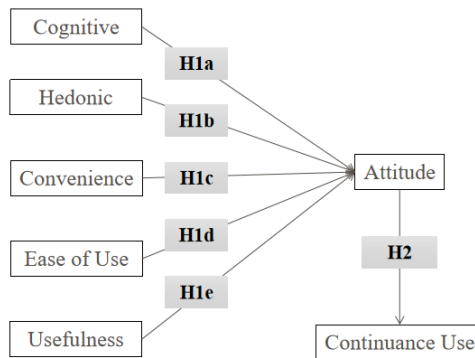 Cognitive
H1a
Hedonic
H1b
Convenience
H1c
Attitude
H1d
Ease of Use
H2
H1e
Usefulness
Continuance Use